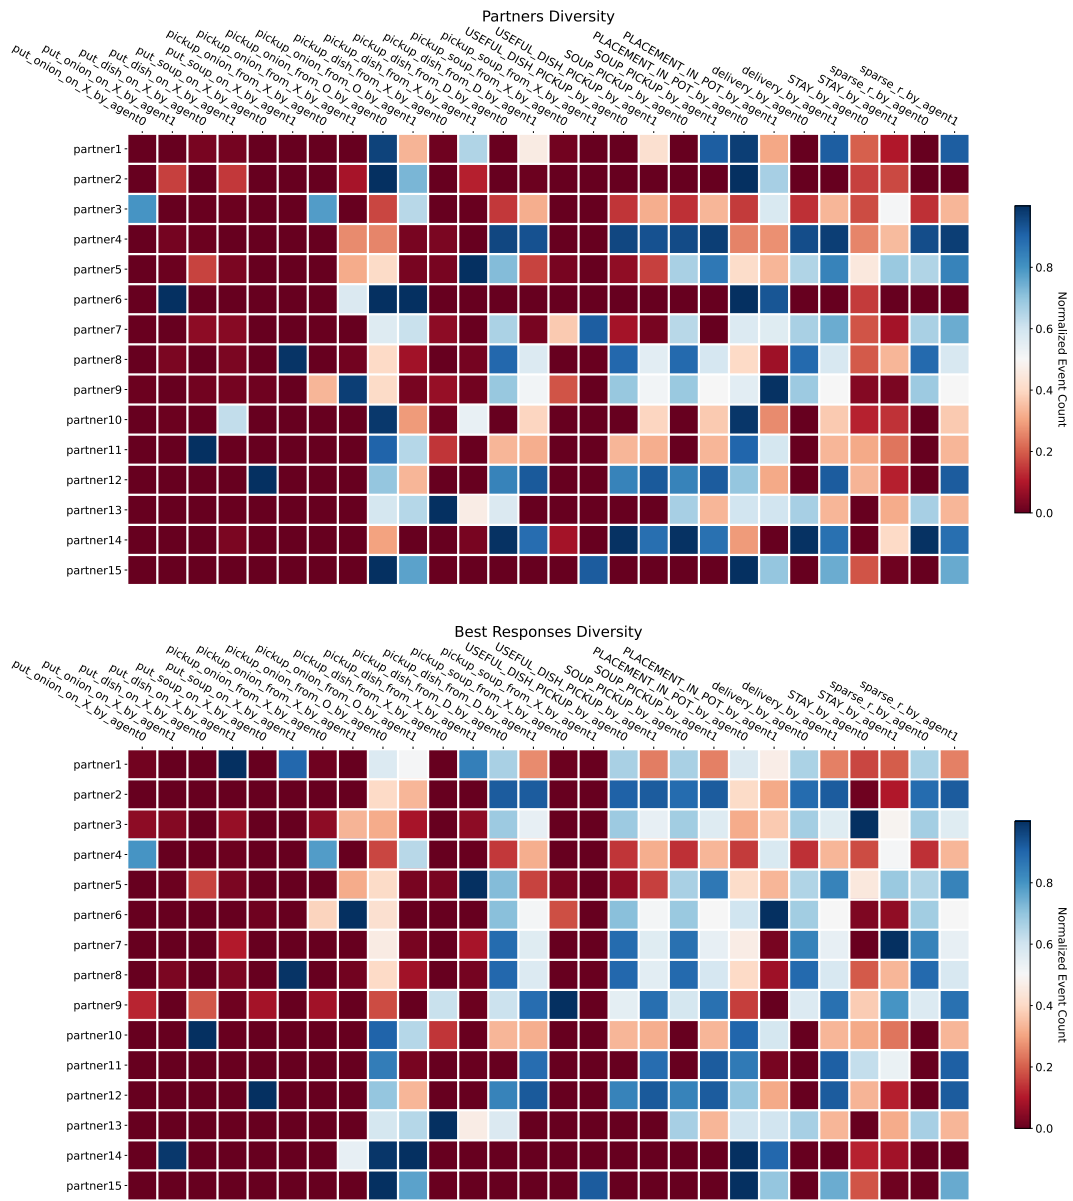 Partners Diversity
put_onion_on_X_by_agent0
put_onion_on_X_by_agent1
put_dish_on_X_by_agent0
put_dish_on_X_by_agent1
put_soup_on_X_by_agent0
put_soup_on_X_by_agent1
pickup_onion_from_X_by_agent0
pickup_onion_from_X_by_agent1
pickup_onion_from_O_by_agent0
pickup_onion_from_O_by_agent1
pickup_dish_from_X_by_agent0
pickup_dish_from_X_by_agent1
pickup_dish_from_D_by_agent0
pickup_dish_from_D_by_agent1
pickup_soup_from_X_by_agent0
pickup_soup_from_X_by_agent1
USEFUL_DISH_PICKUP_by_agent0
USEFUL_DISH_PICKUP_by_agent1
SOUP_PICKUP_by_agent0
SOUP_PICKUP_by_agent1
PLACEMENT_IN_POT_by_agent0
PLACEMENT_IN_POT_by_agent1
delivery_by_agent0
delivery_by_agent1
STAY_by_agent0
STAY_by_agent1
sparse_r_by_agent0
sparse_r_by_agent1
partner1
partner2
partner3
partner4
partner5
partner6
partner7
partner8
partner9
partner10
partner11
partner12
partner13
partner14
partner15
0.8
0.6
0.4
0.2
0.0
Normalized Event Count
Best Responses Diversity
put_onion_on_X_by_agent0
put_onion_on_X_by_agent1
put_dish_on_X_by_agent0
put_dish_on_X_by_agent1
put_soup_on_X_by_agent0
put_soup_on_X_by_agent1
pickup_onion_from_X_by_agent0
pickup_onion_from_X_by_agent1
pickup_onion_from_O_by_agent0
pickup_onion_from_O_by_agent1
pickup_dish_from_X_by_agent0
pickup_dish_from_X_by_agent1
pickup_dish_from_D_by_agent0
pickup_dish_from_D_by_agent1
pickup_soup_from_X_by_agent0
pickup_soup_from_X_by_agent1
USEFUL_DISH_PICKUP_by_agent0
USEFUL_DISH_PICKUP_by_agent1
SOUP_PICKUP_by_agent0
SOUP_PICKUP_by_agent1
PLACEMENT_IN_POT_by_agent0
PLACEMENT_IN_POT_by_agent1
delivery_by_agent0
delivery_by_agent1
STAY_by_agent0
STAY_by_agent1
sparse_r_by_agent0
sparse_r_by_agent1
partner1
partner2
partner3
partner4
partner5
partner6
partner7
partner8
partner9
partner10
partner11
partner12
partner13
partner14
partner15
0.8
0.6
0.4
0.2
0.0
Normalized Event Count